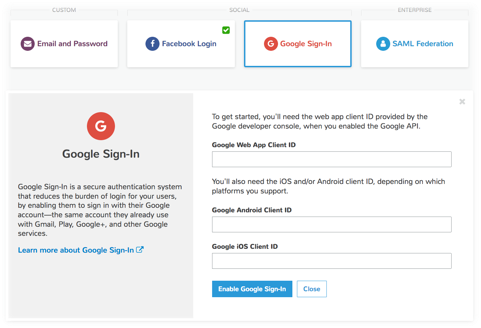 CUSTOM
SOCIAL
ENTERPRISE
Email and Password
Facebook Login
Google Sign-In
SAML Federation
Google Sign-In
Google Sign-In is a secure authentication system
that reduces the burden of login for your users,
by enabling them to sign in with their Google
account—the same account they already use
with Gmail, Play, Google+, and other Google
services.
Learn more about Google Sign-In
To get started, you'll need the web app client ID provided by the
Google developer console, when you enabled the Google API.
Google Web App Client ID
You'll also need the iOS and/or Android client ID, depending on which
platforms you support.
Google Android Client ID
Google iOS Client ID
Enable Google Sign-In
Close